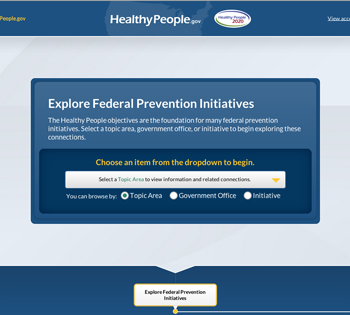 People.gov
HealthyPeople.gov
Healthy People
2020
View acc
Explore Federal Prevention Initiatives
The Healthy People objectives are the foundation for many federal prevention
initiatives. Select a topic area, government office, or initiative to begin exploring these
connections.
Choose an item from the dropdown to begin.
Select a Topic Area to view information and related connections.
You can browse by: Topic Area Government Office Initiative
Explore Federal Prevention
Initiatives